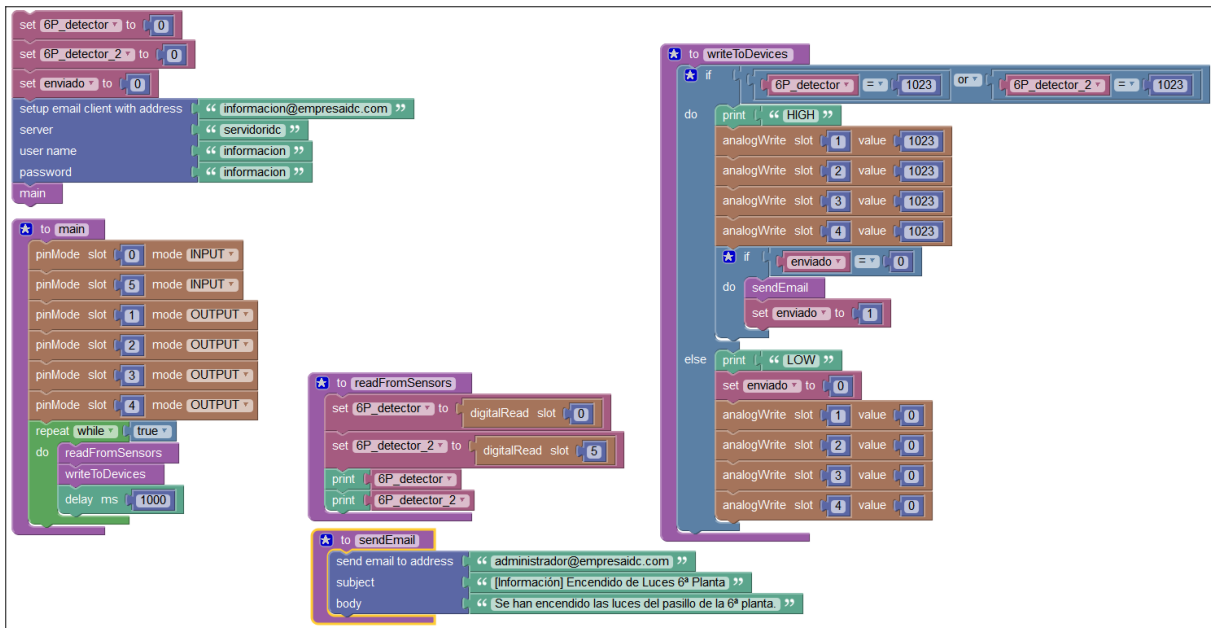 set 6P_detector to 0
set 6P_detector_2 to 0
set enviado to 0
setup email client with address “ informacion@empresaidc.com ”
server “ servidoridc ”
user name “ informacion ”
password “ informacion ”
main
to main
pinMode slot 0 mode INPUT
pinMode slot 5 mode INPUT
pinMode slot 1 mode OUTPUT
pinMode slot 2 mode OUTPUT
pinMode slot 3 mode OUTPUT
pinMode slot 4 mode OUTPUT
repeat while true
do readFromSensors
writeToDevices
delay ms 1000
to readFromSensors
set 6P_detector to digitalRead slot 0
set 6P_detector_2 to digitalRead slot 5
print 6P_detector
print 6P_detector_2
to sendEmail
send email to address “ administrador@empresaidc.com ”
subject “ [Información] Encendido de Luces 6ª Planta ”
body “ Se han encendido las luces del pasillo de la 6ª planta. ”
to writeToDevices
if 6P_detector = 1023 or 6P_detector_2 = 1023
do print “ HIGH ”
analogWrite slot 1 value 1023
analogWrite slot 2 value 1023
analogWrite slot 3 value 1023
analogWrite slot 4 value 1023
if enviado = 0
do sendEmail
set enviado to 1
else print “ LOW ”
set enviado to 0
analogWrite slot 1 value 0
analogWrite slot 2 value 0
analogWrite slot 3 value 0
analogWrite slot 4 value 0